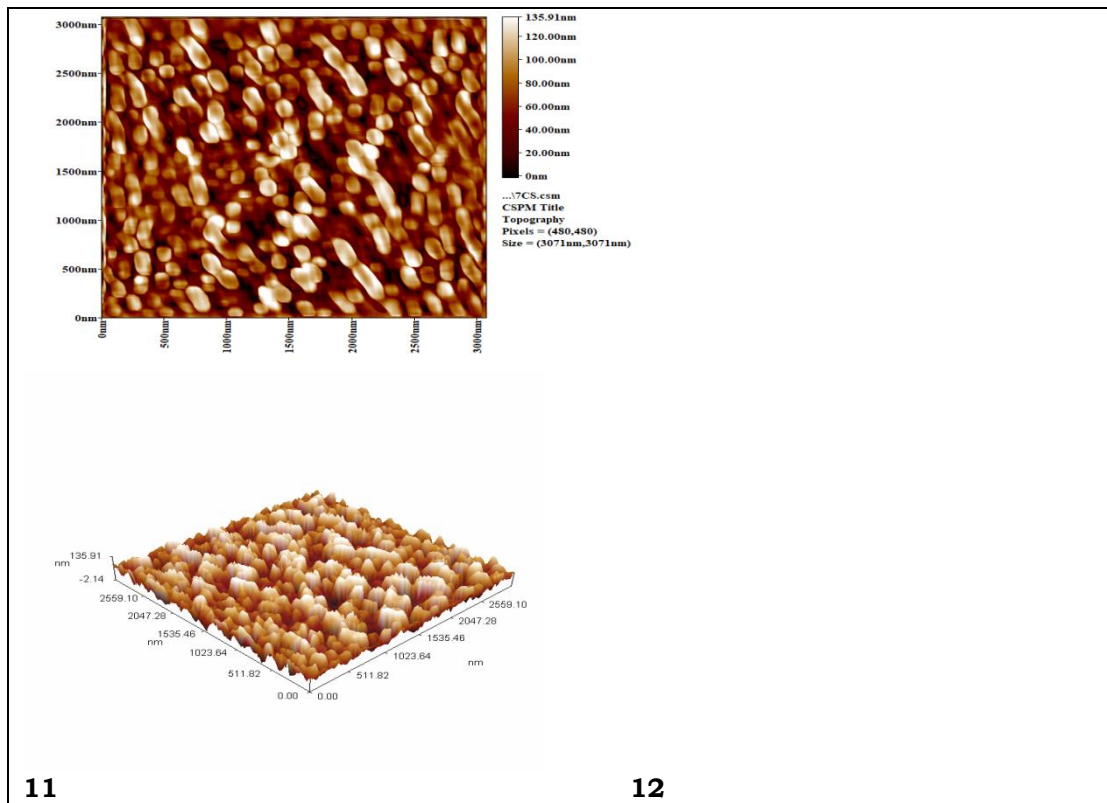 3000nm
2500nm
2000nm
1500nm
1000nm
500nm
0nm
0nm
500nm
1000nm
1500nm
2000nm
2500nm
3000nm
135.91nm
120.00nm
100.00nm
80.00nm
60.00nm
40.00nm
20.00nm
0nm
...\7CS.csm
CSPM Title
Topography
Pixels = (480,480)
Size = (3071nm,3071nm)
135.91
nm
-2.14
2559.10
2047.28
1535.46
nm
1023.64
511.82
0.00
0.00
511.82
1023.64
nm
1535.46
2047.28
2559.10
11
12